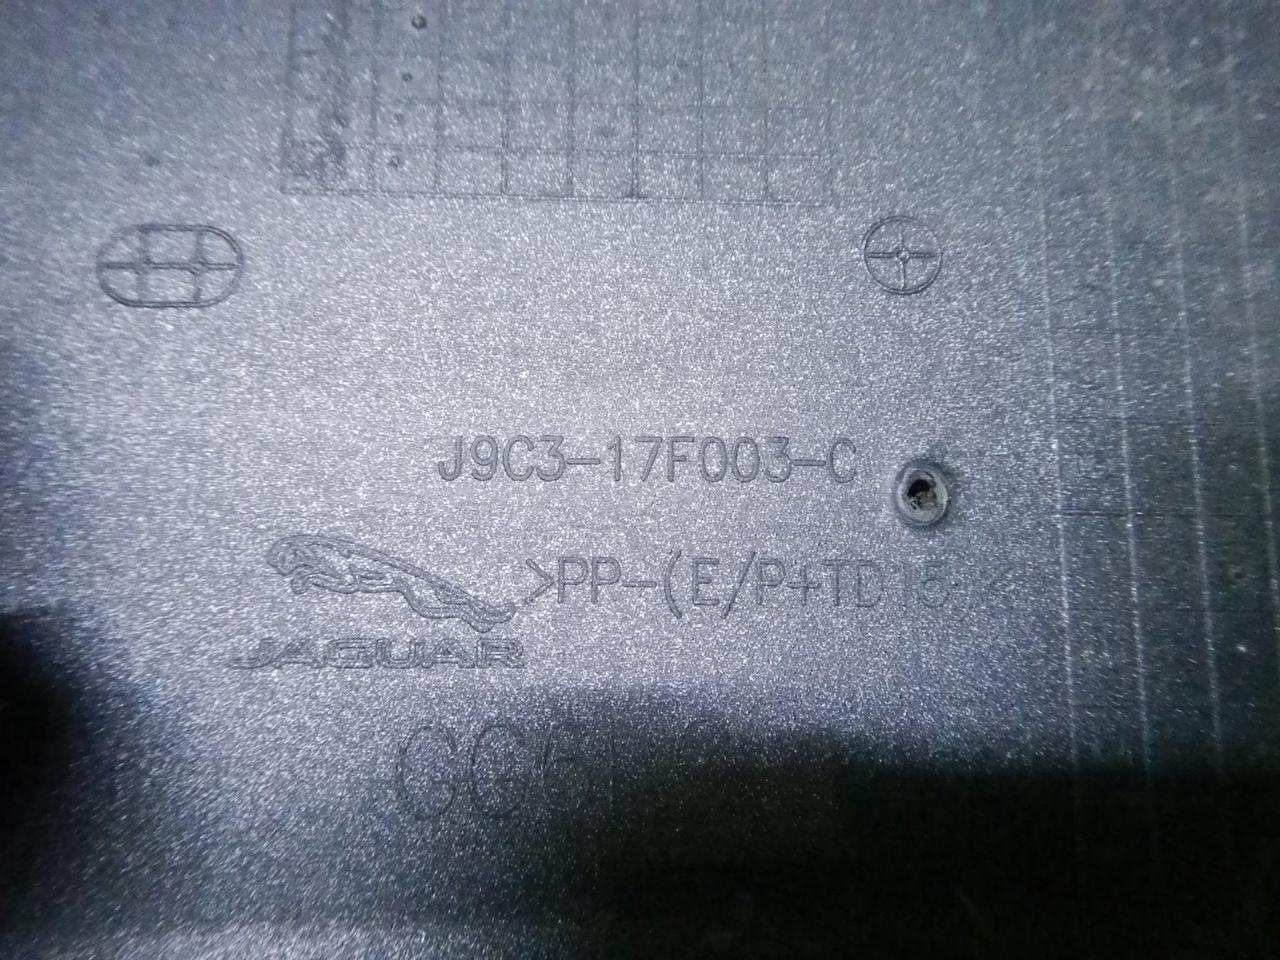 J9C3-17F003-C
>PP-(E/P+TD15)<
JAGUAR